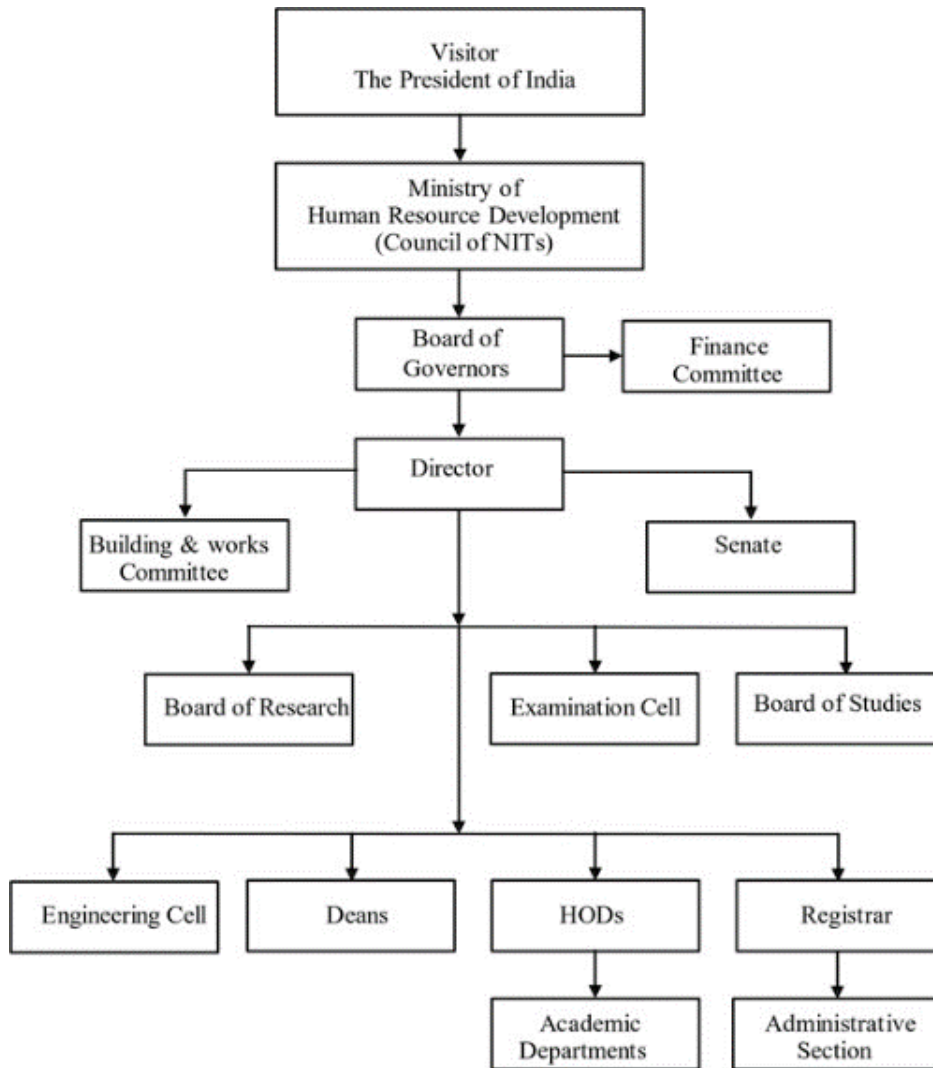 Visitor
The President of India
Ministry of
Human Resource Development
(Council of NITs)
Board of
Governors
Finance
Committee
Director
Building & works
Committee
Senate
Board of Research
Examination Cell
Board of Studies
Engineering Cell
Deans
HODs
Registrar
Academic
Departments
Administrative
Section